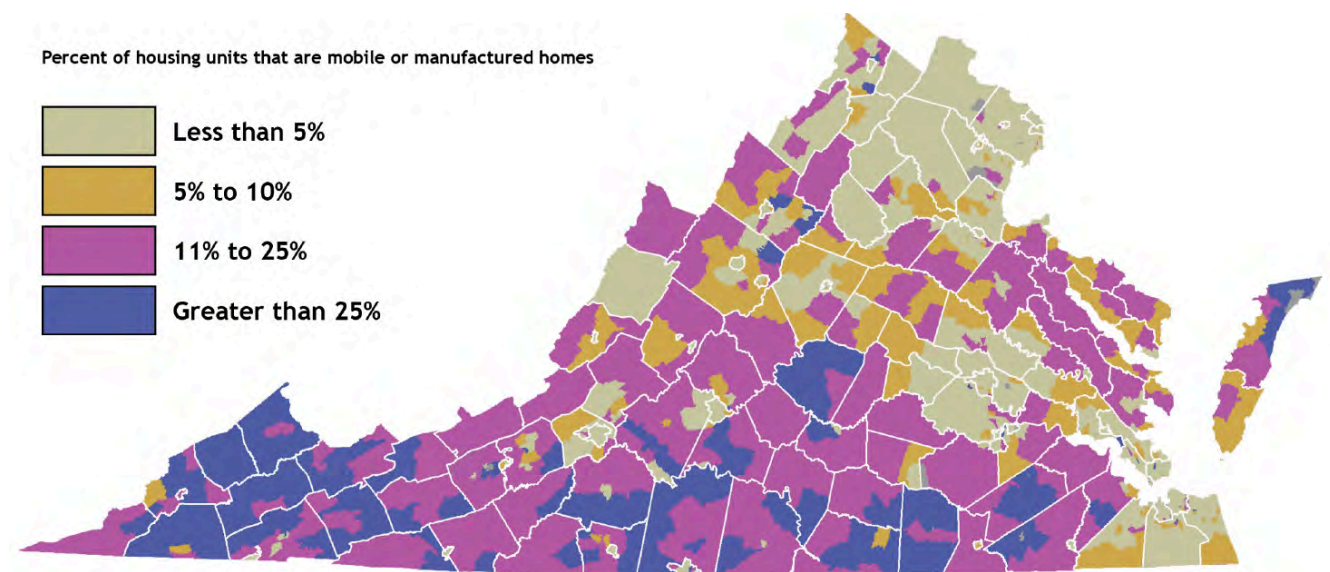 Percent of housing units that are mobile or manufactured homes
Less than 5%
5% to 10%
11% to 25%
Greater than 25%